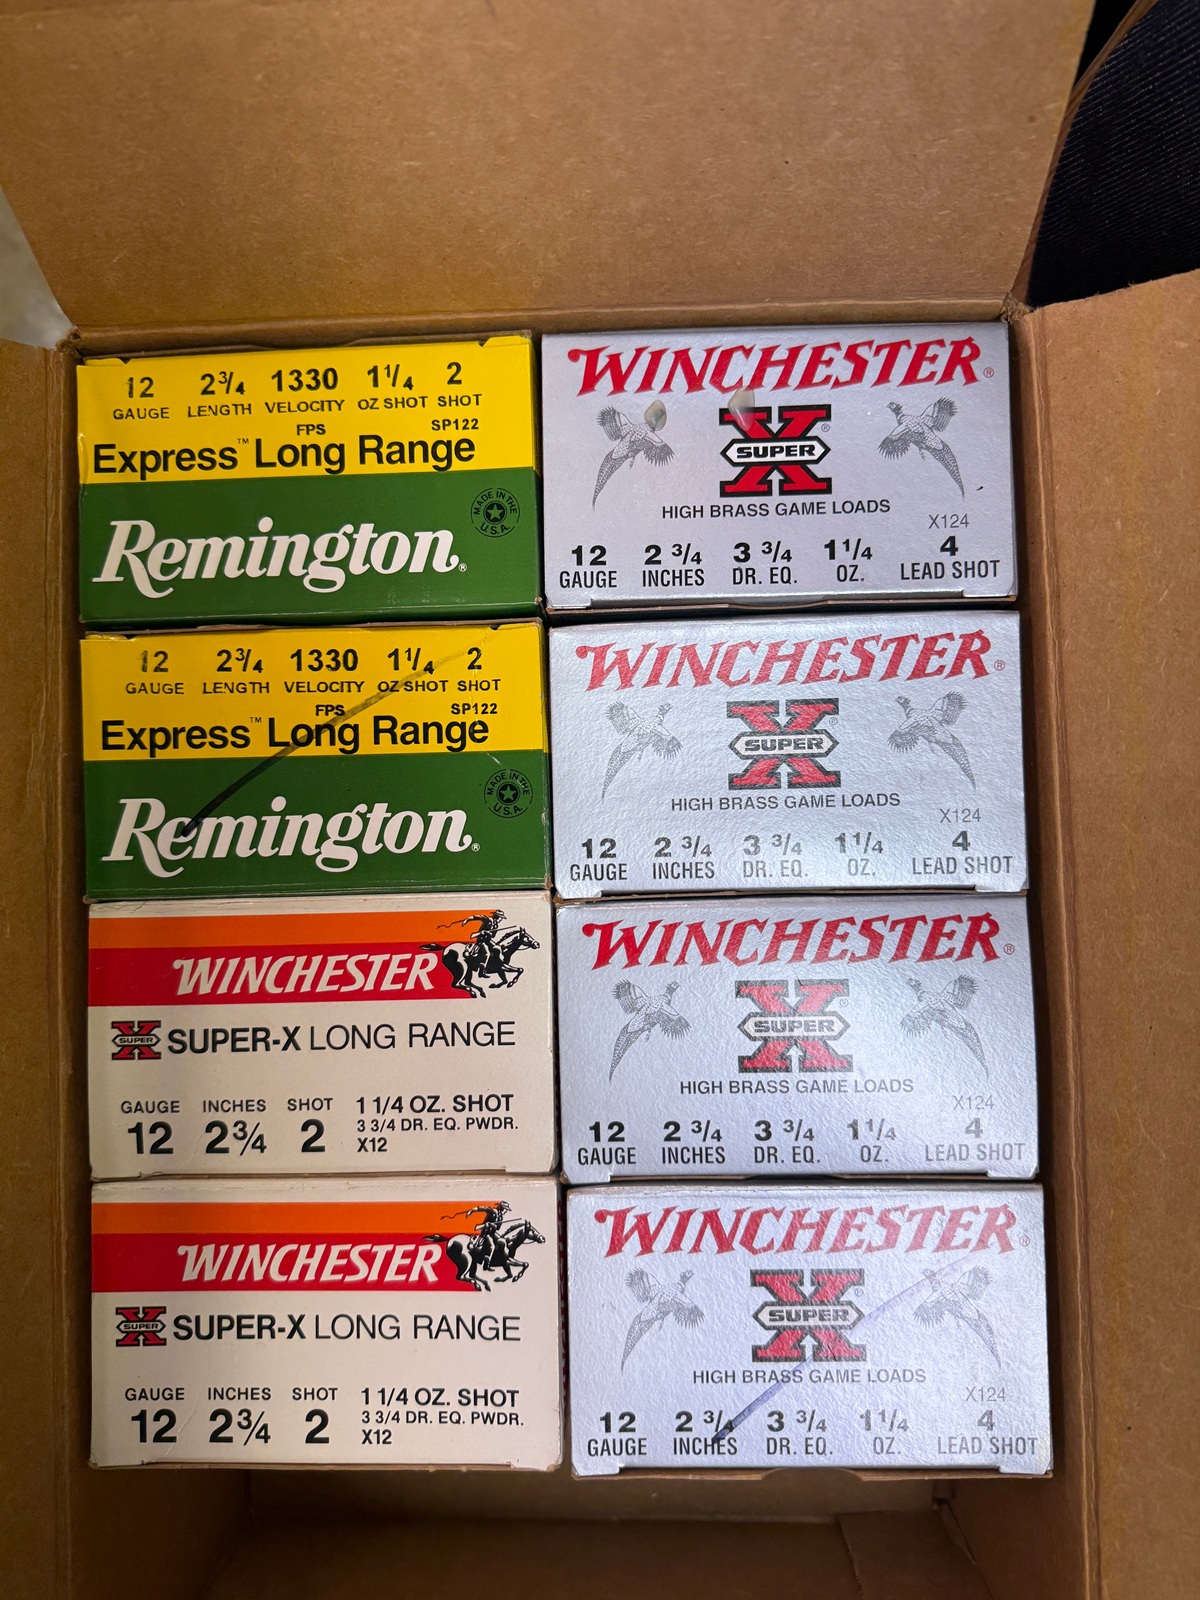 12 2¾ 1330 1¼ 2
GAUGE LENGTH VELOCITY OZ SHOT SHOT
FPS SP122
Express™ Long Range
Remington®
MADE IN THE U.S.A.
12 2¾ 1330 1¼ 2
GAUGE LENGTH VELOCITY OZ SHOT SHOT
FPS SP122
Express™ Long Range
Remington®
MADE IN THE U.S.A.
WINCHESTER
X SUPER SUPER-X LONG RANGE
GAUGE INCHES SHOT 1 1/4 OZ. SHOT
12 2¾ 2 3 3/4 DR. EQ. PWDR.
X12
WINCHESTER
X SUPER SUPER-X LONG RANGE
GAUGE INCHES SHOT 1 1/4 OZ. SHOT
12 2¾ 2 3 3/4 DR. EQ. PWDR.
X12
WINCHESTER®
X SUPER®
HIGH BRASS GAME LOADS
X124
12 2 3/4 3 3/4 1 1/4 4
GAUGE INCHES DR. EQ. OZ. LEAD SHOT
WINCHESTER®
X SUPER®
HIGH BRASS GAME LOADS
X124
12 2 3/4 3 3/4 1 1/4 4
GAUGE INCHES DR. EQ. OZ. LEAD SHOT
WINCHESTER®
X SUPER®
HIGH BRASS GAME LOADS
X124
12 2 3/4 3 3/4 1 1/4 4
GAUGE INCHES DR. EQ. OZ. LEAD SHOT
WINCHESTER®
X SUPER®
HIGH BRASS GAME LOADS
X124
12 2 3/4 3 3/4 1 1/4 4
GAUGE INCHES DR. EQ. OZ. LEAD SHOT